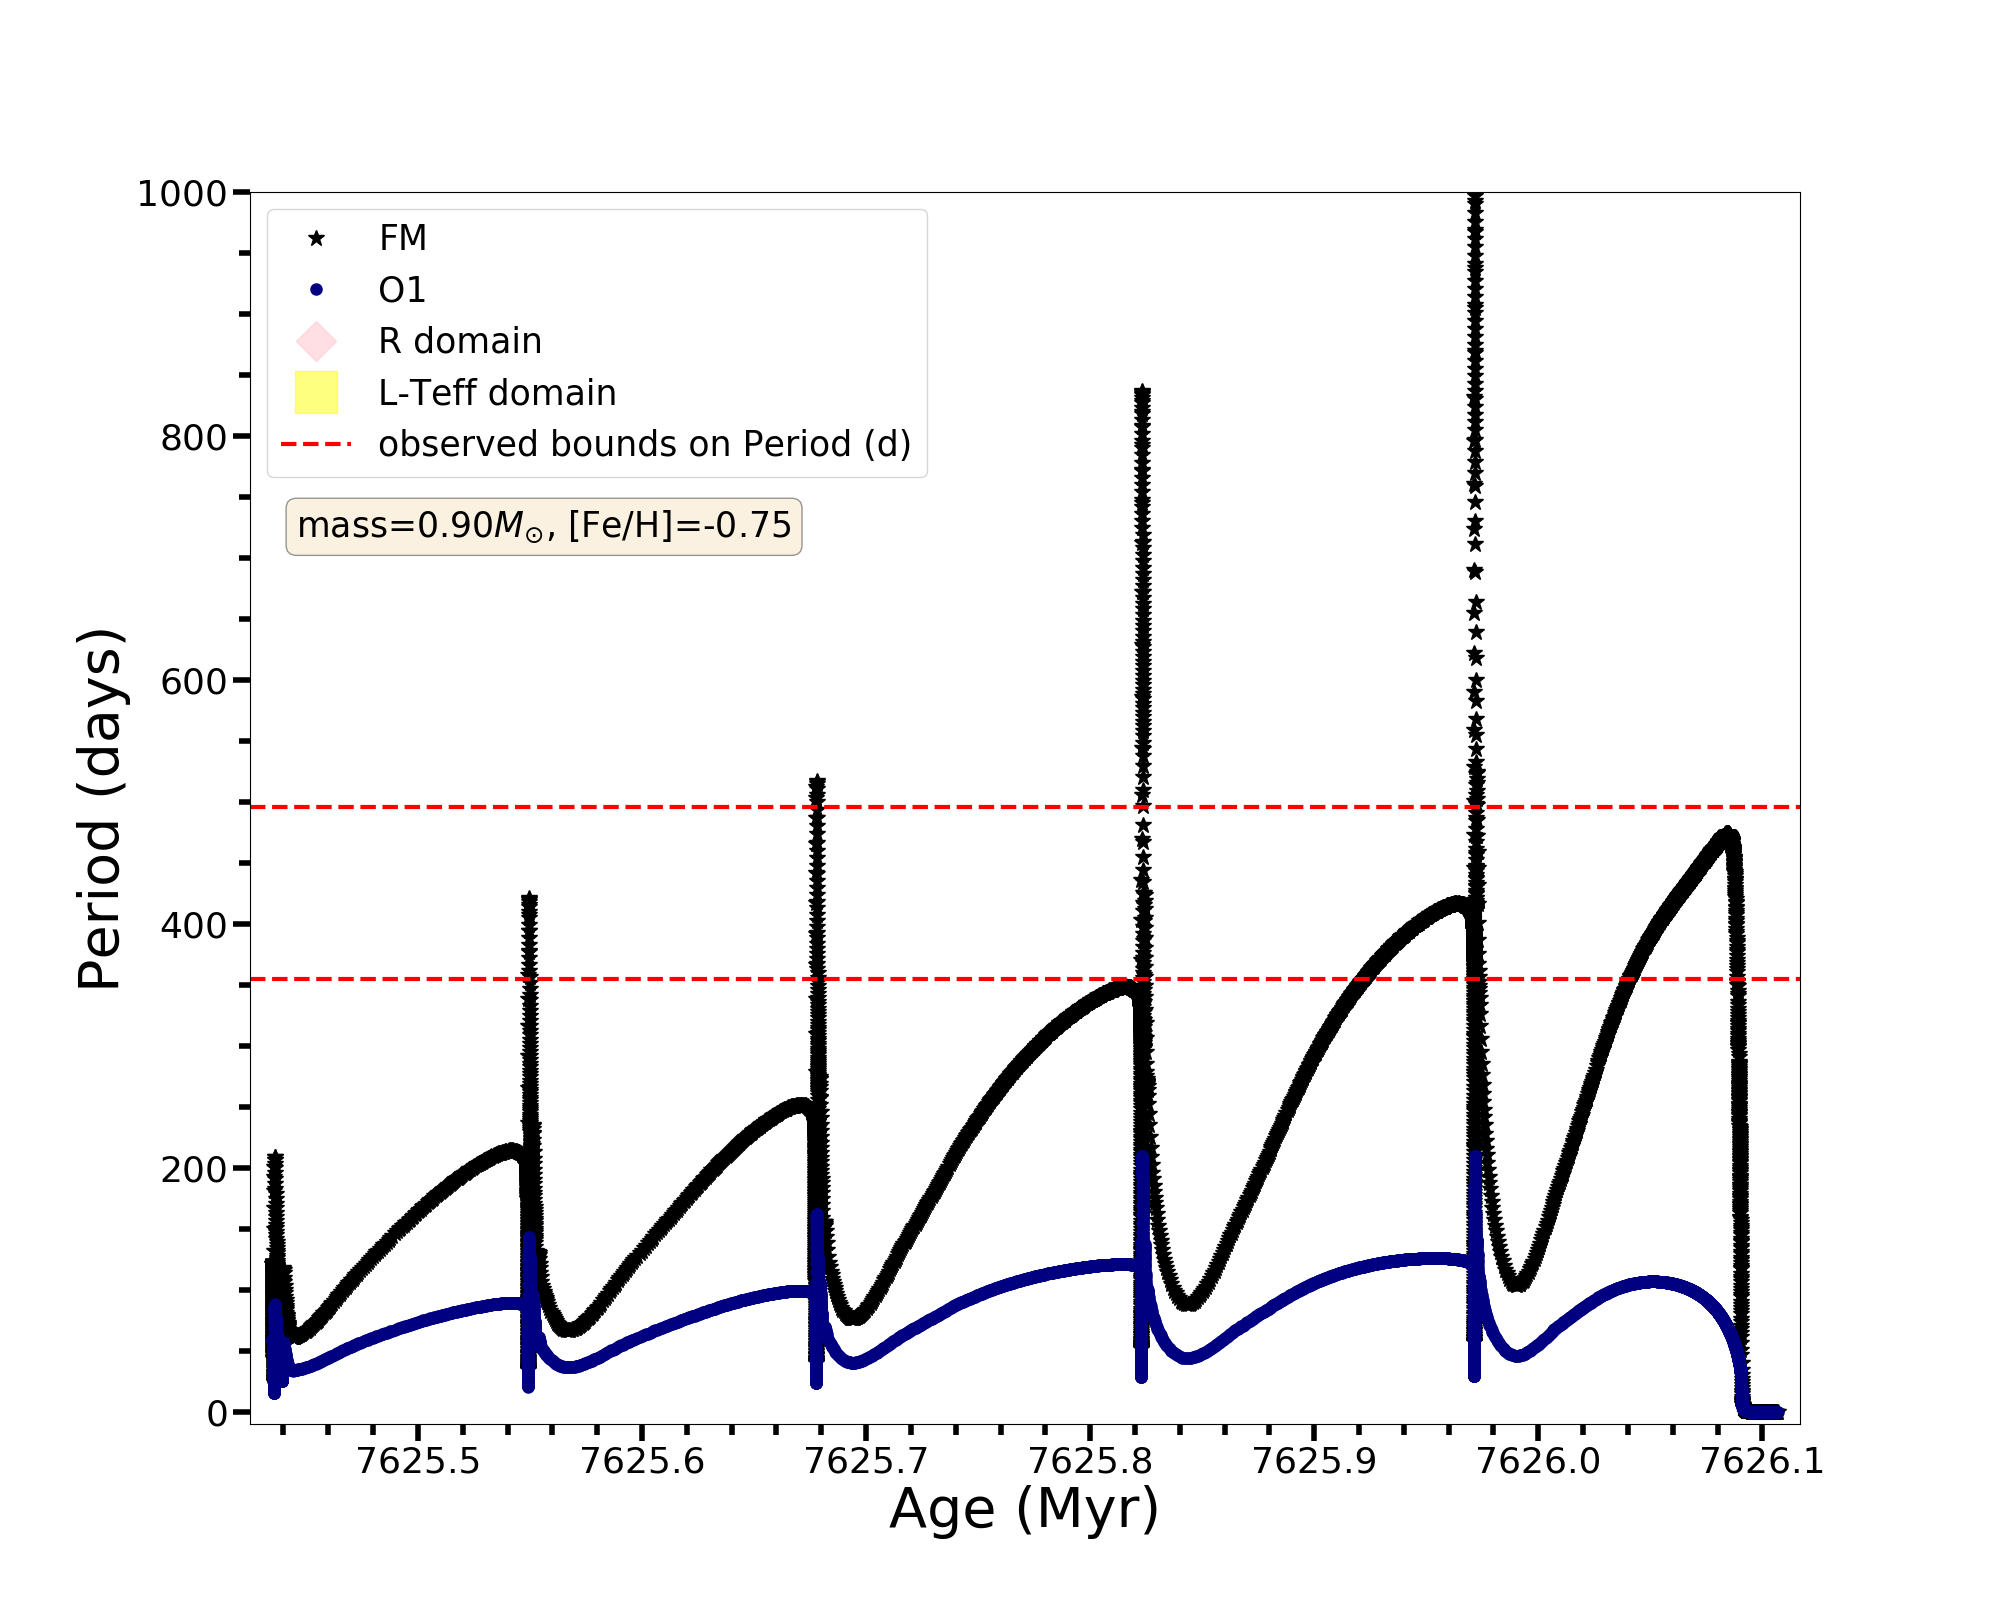 1000
800
600
400
200
0
Period (days)
FM
O1
R domain
L-Teff domain
observed bounds on Period (d)
mass=0.90M⊙, [Fe/H]=-0.75
7625.5 7625.6 7625.7 7625.8 7625.9 7626.0 7626.1
Age (Myr)